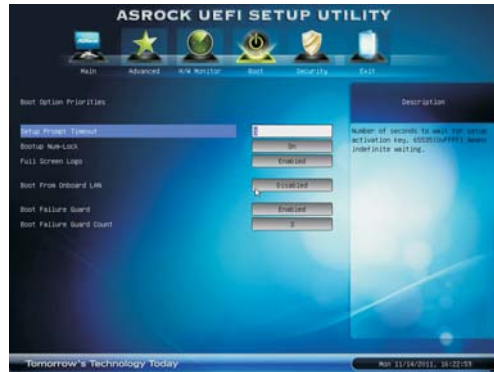 ASROCK UEFI SETUP UTILITY
Main Advanced H/W Monitor Boot Security Exit
Boot Option Priorities
Setup Prompt Timeout
Bootup Num-Lock On
Full Screen Logo Enabled
Boot From Onboard LAN Disabled
Boot Failure Guard Enabled
Boot Failure Guard Count 3
Description
Number of seconds to wait for setup
activation key. 65535(0xFFFF) means
indefinite waiting.
Tomorrow's Technology Today
Mon 11/14/2011, 16:22:53